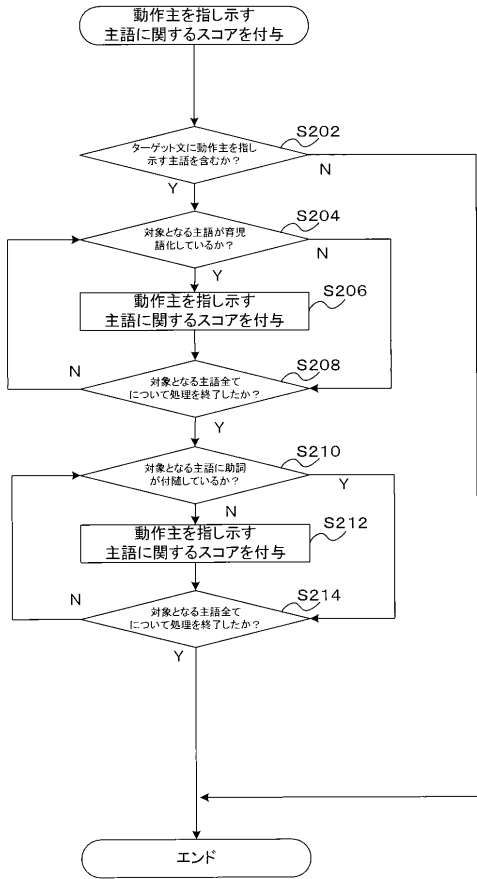 動作主を指し示す
主語に関するスコアを付与
S202
ターゲット文に動作主を指し
示す主語を含むか？
N
Y
S204
対象となる主語が育児
語化しているか？
N
Y
S206
動作主を指し示す
主語に関するスコアを付与
S208
N
対象となる主語全て
について処理を終了したか？
Y
S210
対象となる主語に助詞
が付随しているか？
Y
N
S212
動作主を指し示す
主語に関するスコアを付与
S214
N
対象となる主語全て
について処理を終了したか？
Y
エンド